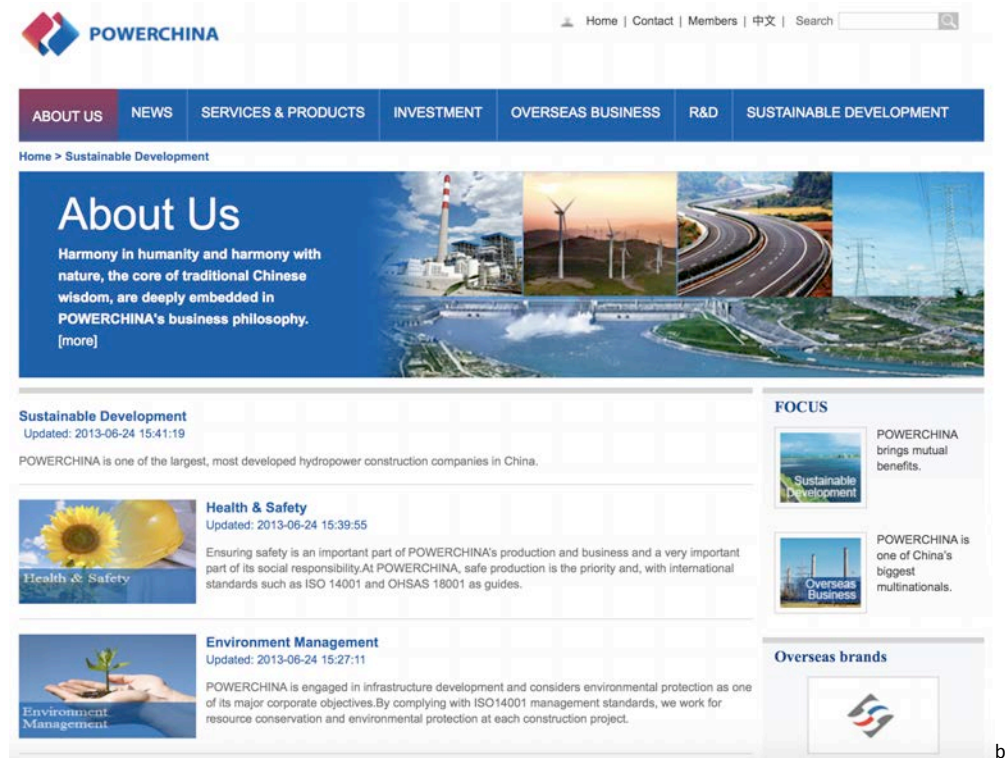 POWERCHINA
Home | Contact | Members | 中文 | Search
ABOUT US NEWS SERVICES & PRODUCTS INVESTMENT OVERSEAS BUSINESS R&D SUSTAINABLE DEVELOPMENT
Home > Sustainable Development
About Us
Harmony in humanity and harmony with
nature, the core of traditional Chinese
wisdom, are deeply embedded in
POWERCHINA's business philosophy.
[more]
Sustainable Development
Updated: 2013-06-24 15:41:19
POWERCHINA is one of the largest, most developed hydropower construction companies in China.
Health & Safety
Health & Safety
Updated: 2013-06-24 15:39:55
Ensuring safety is an important part of POWERCHINA's production and business and a very important
part of its social responsibility.At POWERCHINA, safe production is the priority and, with international
standards such as ISO 14001 and OHSAS 18001 as guides.
Environment
Management
Environment Management
Updated: 2013-06-24 15:27:11
POWERCHINA is engaged in infrastructure development and considers environmental protection as one
of its major corporate objectives.By complying with ISO14001 management standards, we work for
resource conservation and environmental protection at each construction project.
FOCUS
Sustainable
Development
POWERCHINA
brings mutual
benefits.
Overseas
Business
POWERCHINA is
one of China's
biggest
multinationals.
Overseas brands
b